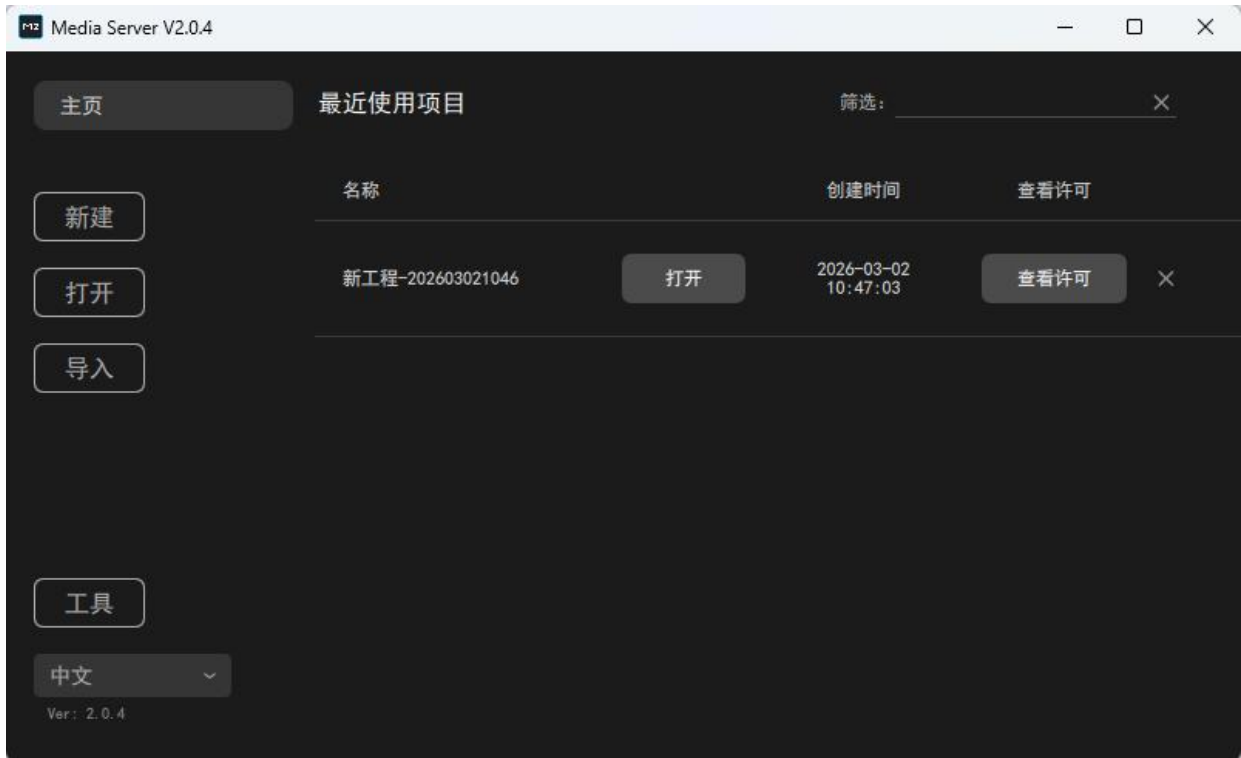 M2 Media Server V2.0.4
主页
最近使用项目
筛选:
名称
创建时间
查看许可
新建
新工程-202603021046
打开
2026-03-02
10:47:03
查看许可
打开
导入
工具
中文
Ver: 2.0.4